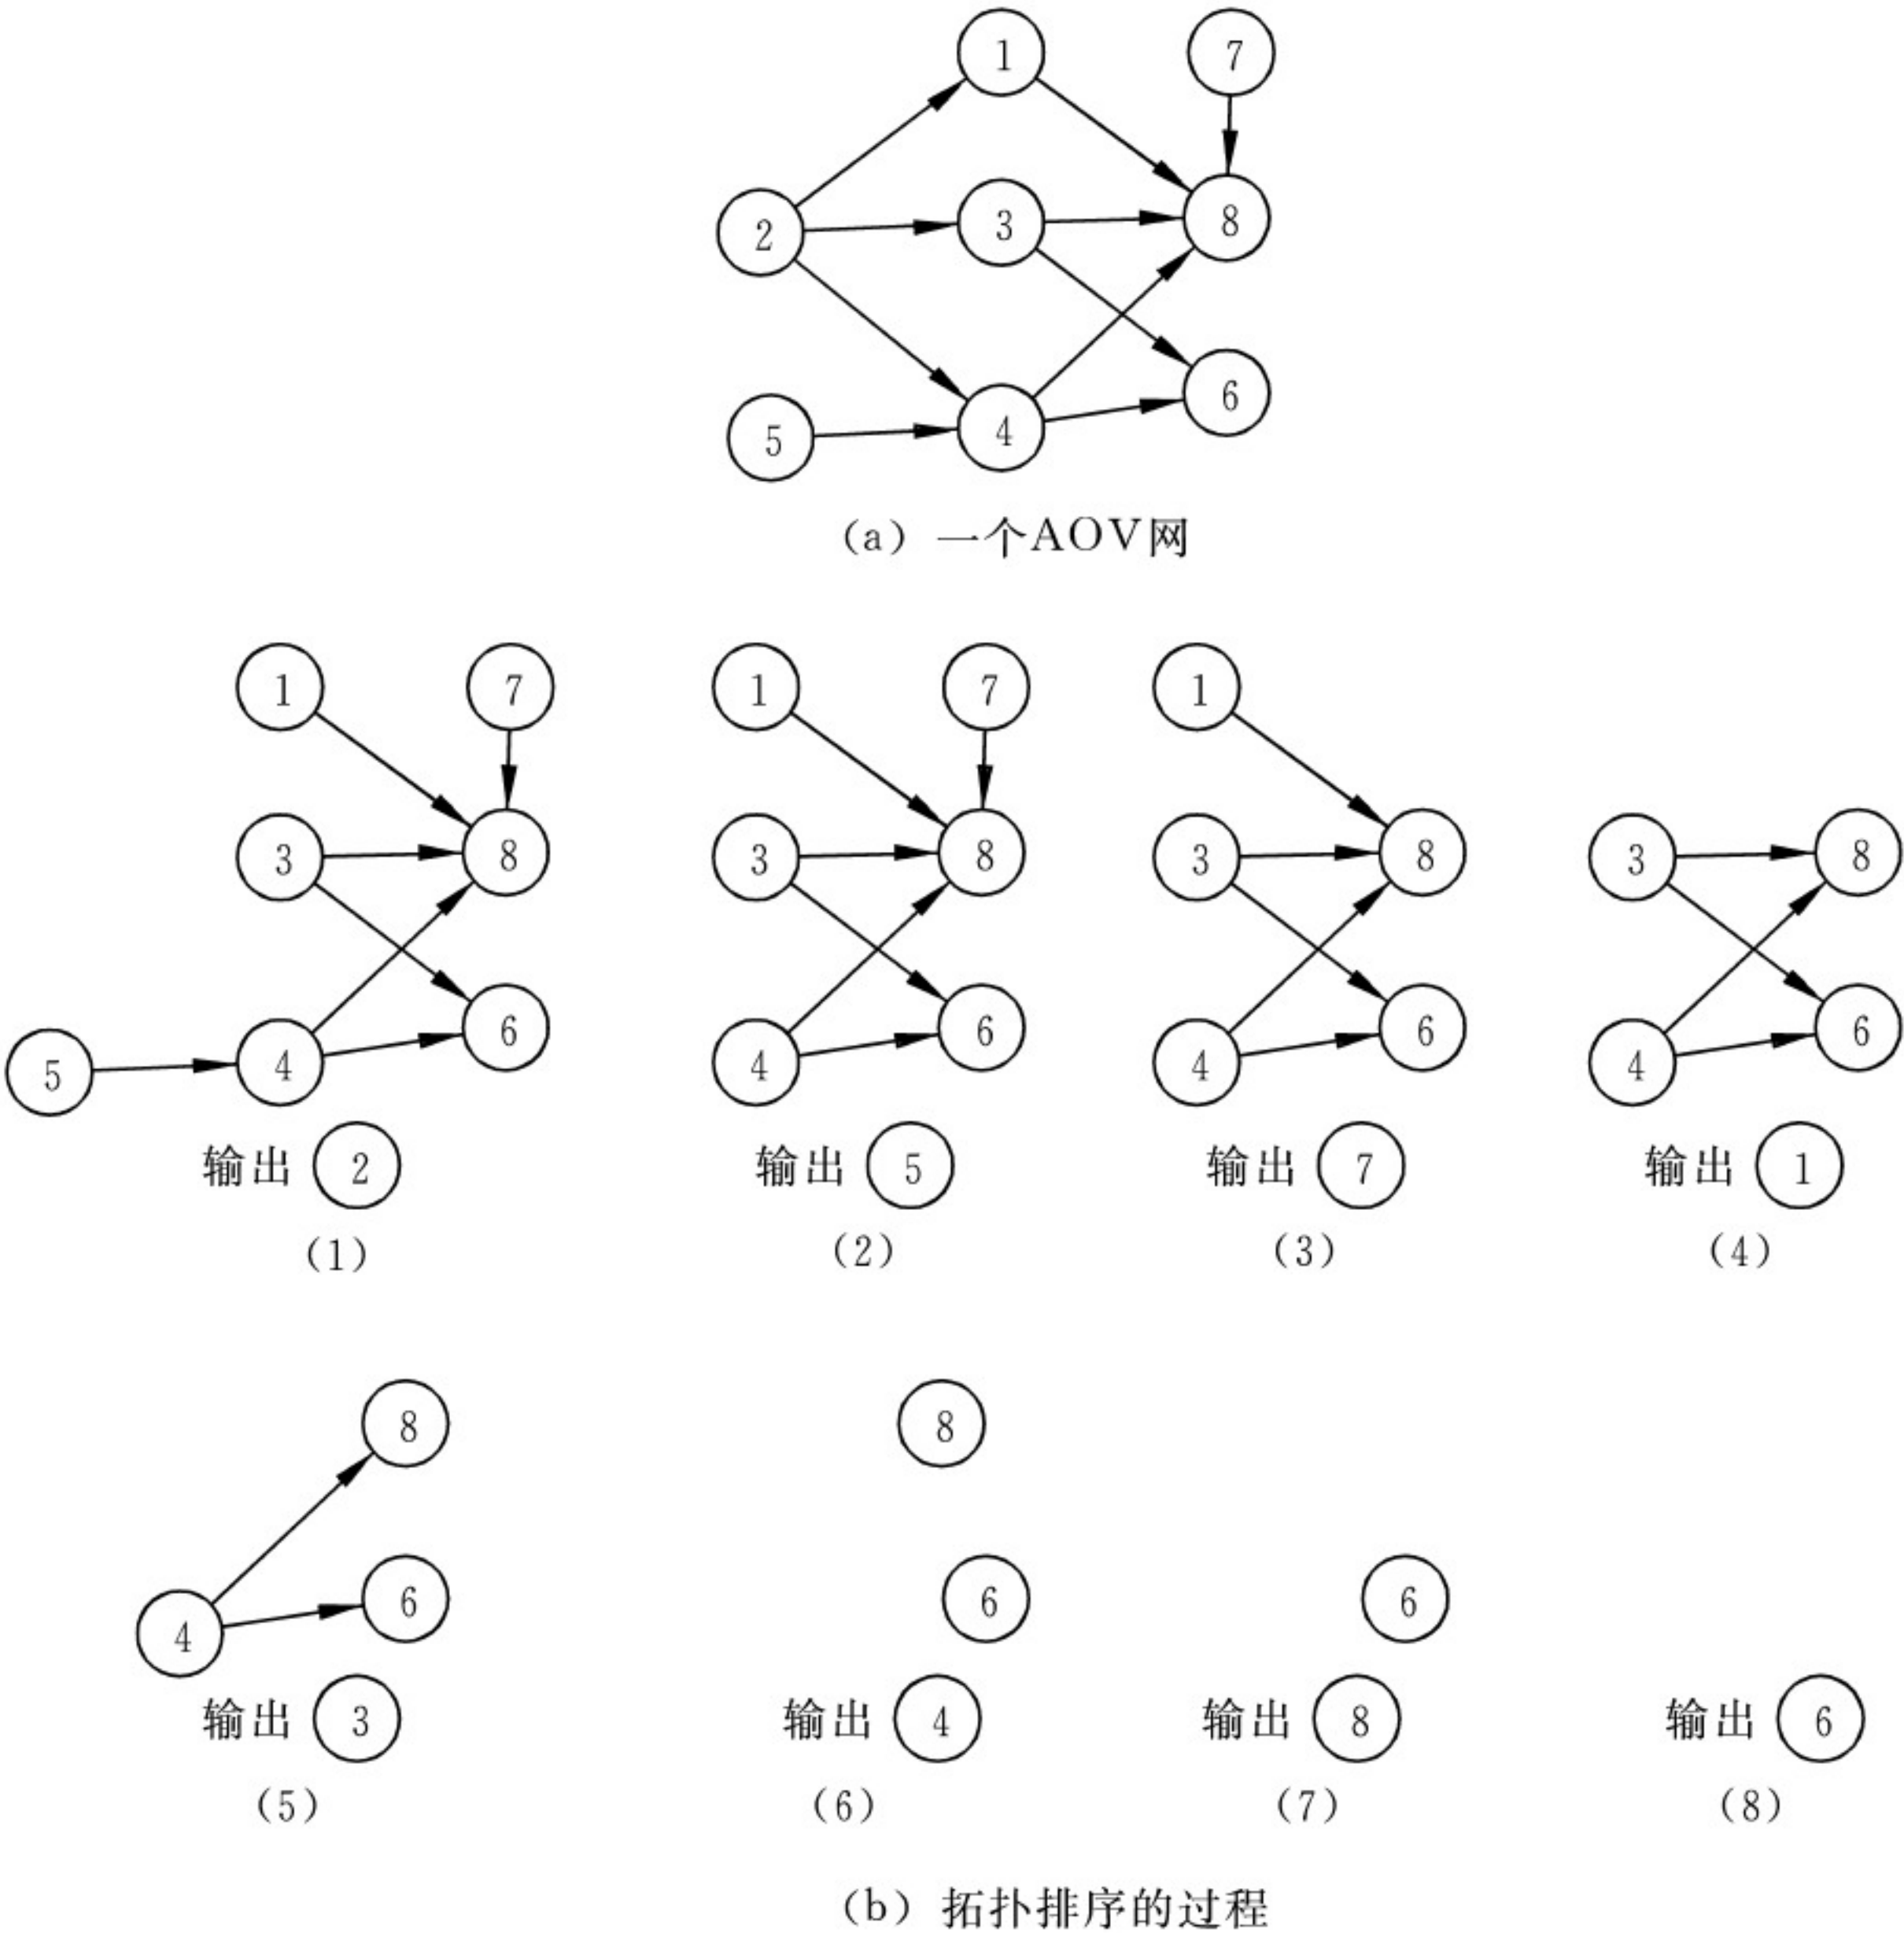 1 7
2 3 8
5 4 6
(a) 一个AOV网
1 7 1 7 1
3 8 3 8 3 8 3 8
5 4 6 4 6 4 6 4 6
输出 2 输出 5 输出 7 输出 1
(1) (2) (3) (4)
8 8
4 6 6 6
输出 3 输出 4 输出 8 输出 6
(5) (6) (7) (8)
(b) 拓扑排序的过程